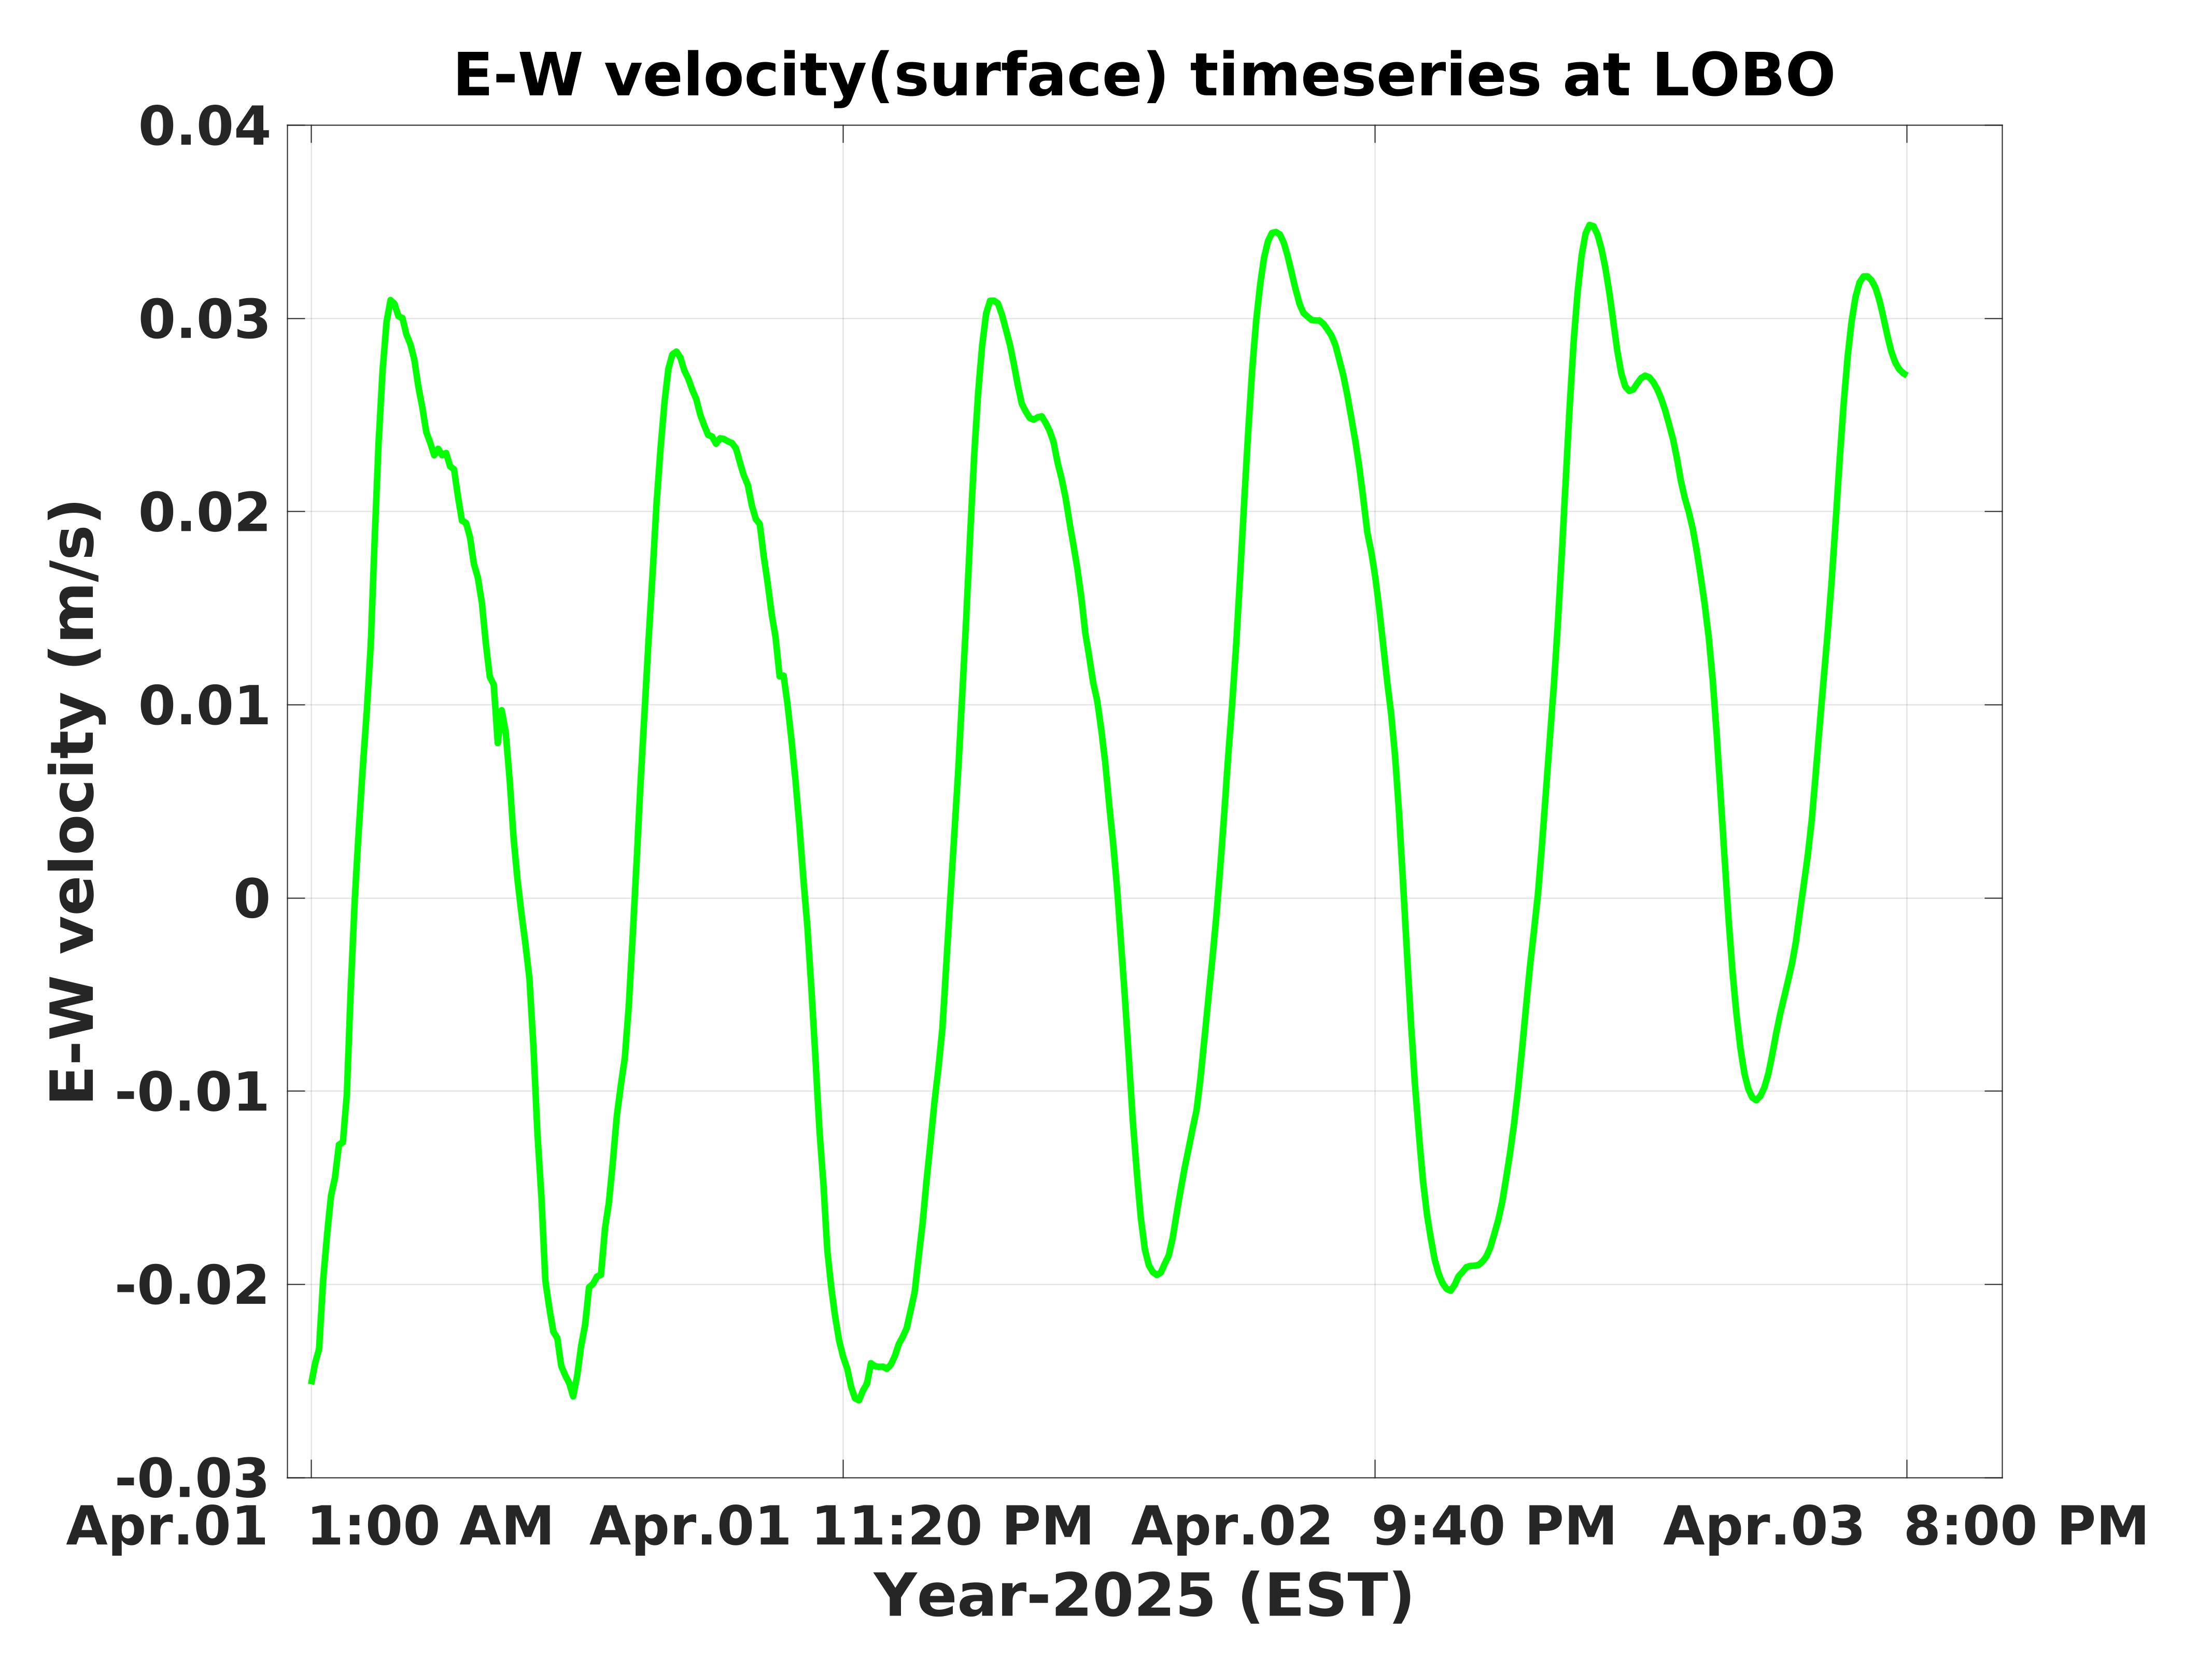 E-W velocity(surface) timeseries at LOBO
0.04
0.03
0.02
0.01
0
-0.01
-0.02
-0.03
E-W velocity (m/s)
Apr.01 1:00 AM Apr.01 11:20 PM Apr.02 9:40 PM Apr.03 8:00 PM
Year-2025 (EST)